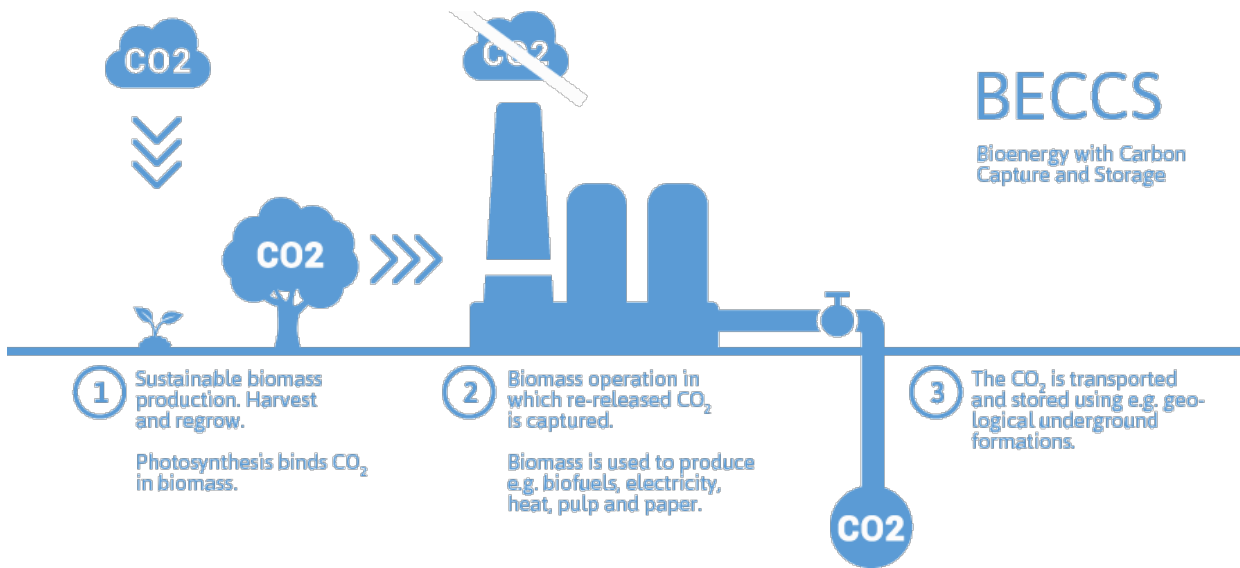 CO2
CO2
BECCS
Bioenergy with Carbon
Capture and Storage
CO2
1
Sustainable biomass
production. Harvest
and regrow.
Photosynthesis binds CO₂
in biomass.
2
Biomass operation in
which re-released CO₂
is captured.
Biomass is used to produce
e.g. biofuels, electricity,
heat, pulp and paper.
3
The CO₂ is transported
and stored using e.g. geo-
logical underground
formations.
CO2